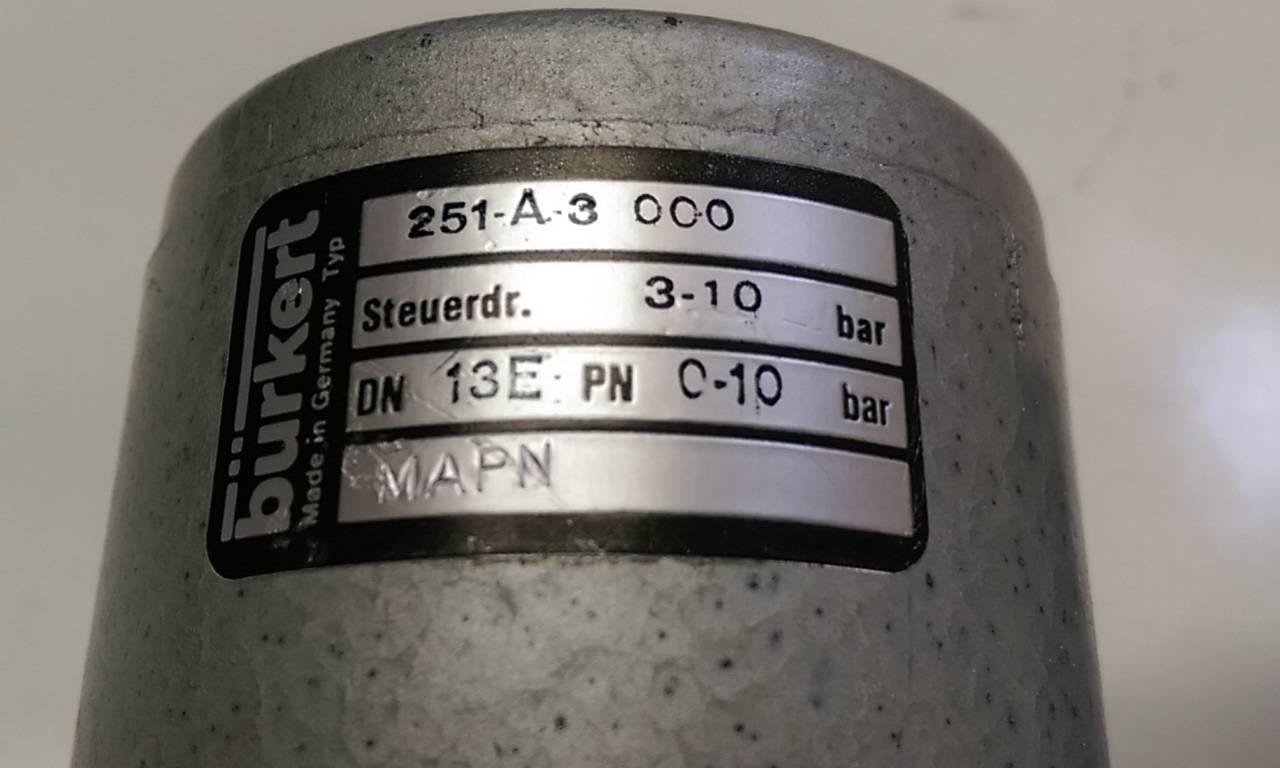 bürkert
Made in Germany Typ
251-A-3 000
Steuerdr. 3-10 bar
DN 13E PN 0-10 bar
MAPN